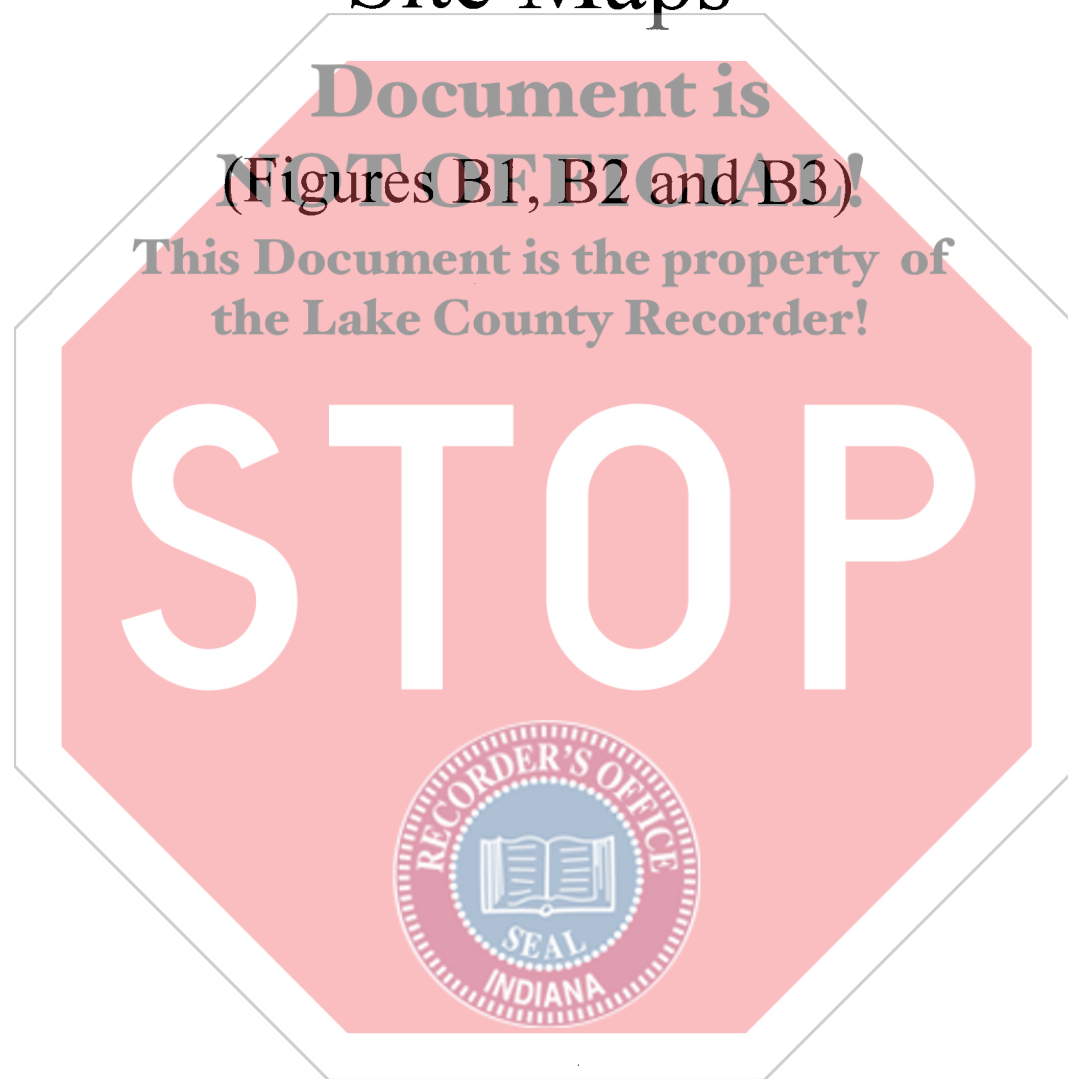 Site Maps
Document is
NOT OFFICIAL!
(Figures B1, B2 and B3)
This Document is the property of
the Lake County Recorder!
STOP
RECORDER'S OFFICE
SEAL
INDIANA